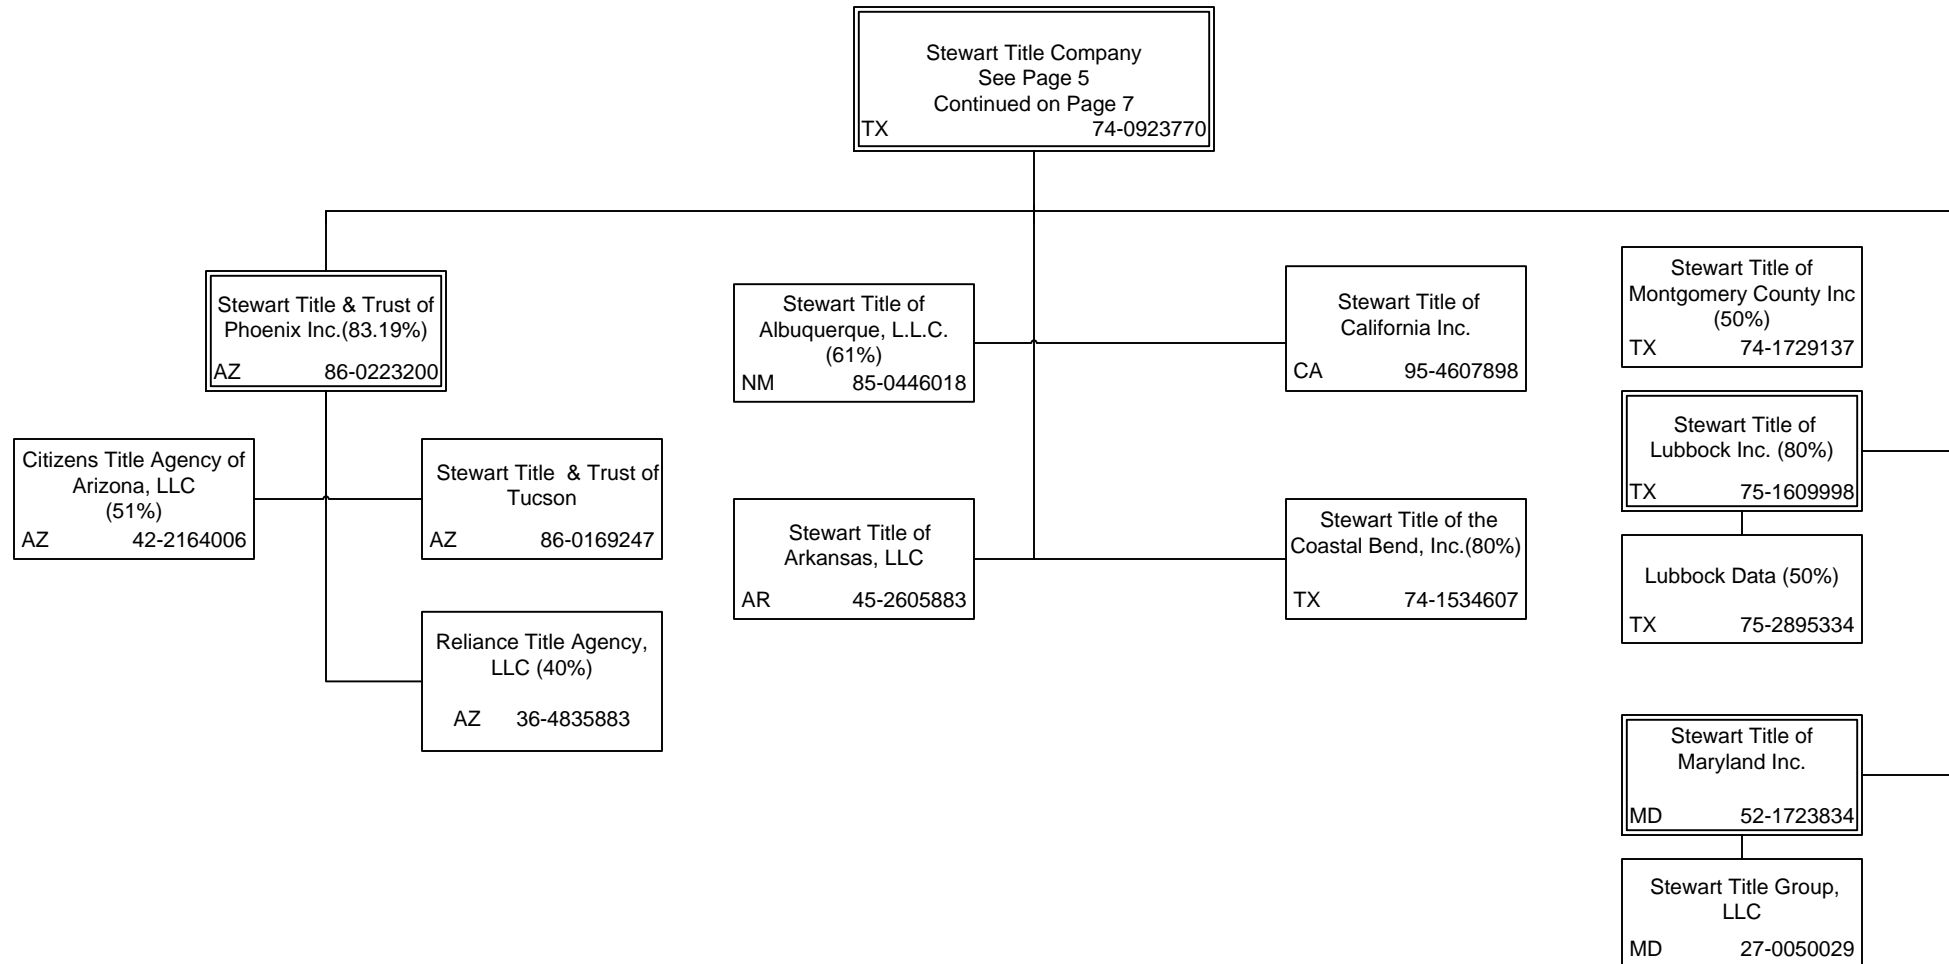 Stewart Title Company
See Page 5
Continued on Page 7
TX 74-0923770
Stewart Title & Trust of
Phoenix Inc.(83.19%)
AZ 86-0223200
Citizens Title Agency of
Arizona, LLC
(51%)
AZ 42-2164006
Stewart Title & Trust of
Tucson
AZ 86-0169247
Reliance Title Agency,
LLC (40%)
AZ 36-4835883
Stewart Title of
Albuquerque, L.L.C.
(61%)
NM 85-0446018
Stewart Title of
California Inc.
CA 95-4607898
Stewart Title of
Arkansas, LLC
AR 45-2605883
Stewart Title of the
Coastal Bend, Inc.(80%)
TX 74-1534607
Stewart Title of
Montgomery County Inc
(50%)
TX 74-1729137
Stewart Title of
Lubbock Inc. (80%)
TX 75-1609998
Lubbock Data (50%)
TX 75-2895334
Stewart Title of
Maryland Inc.
MD 52-1723834
Stewart Title Group,
LLC
MD 27-0050029